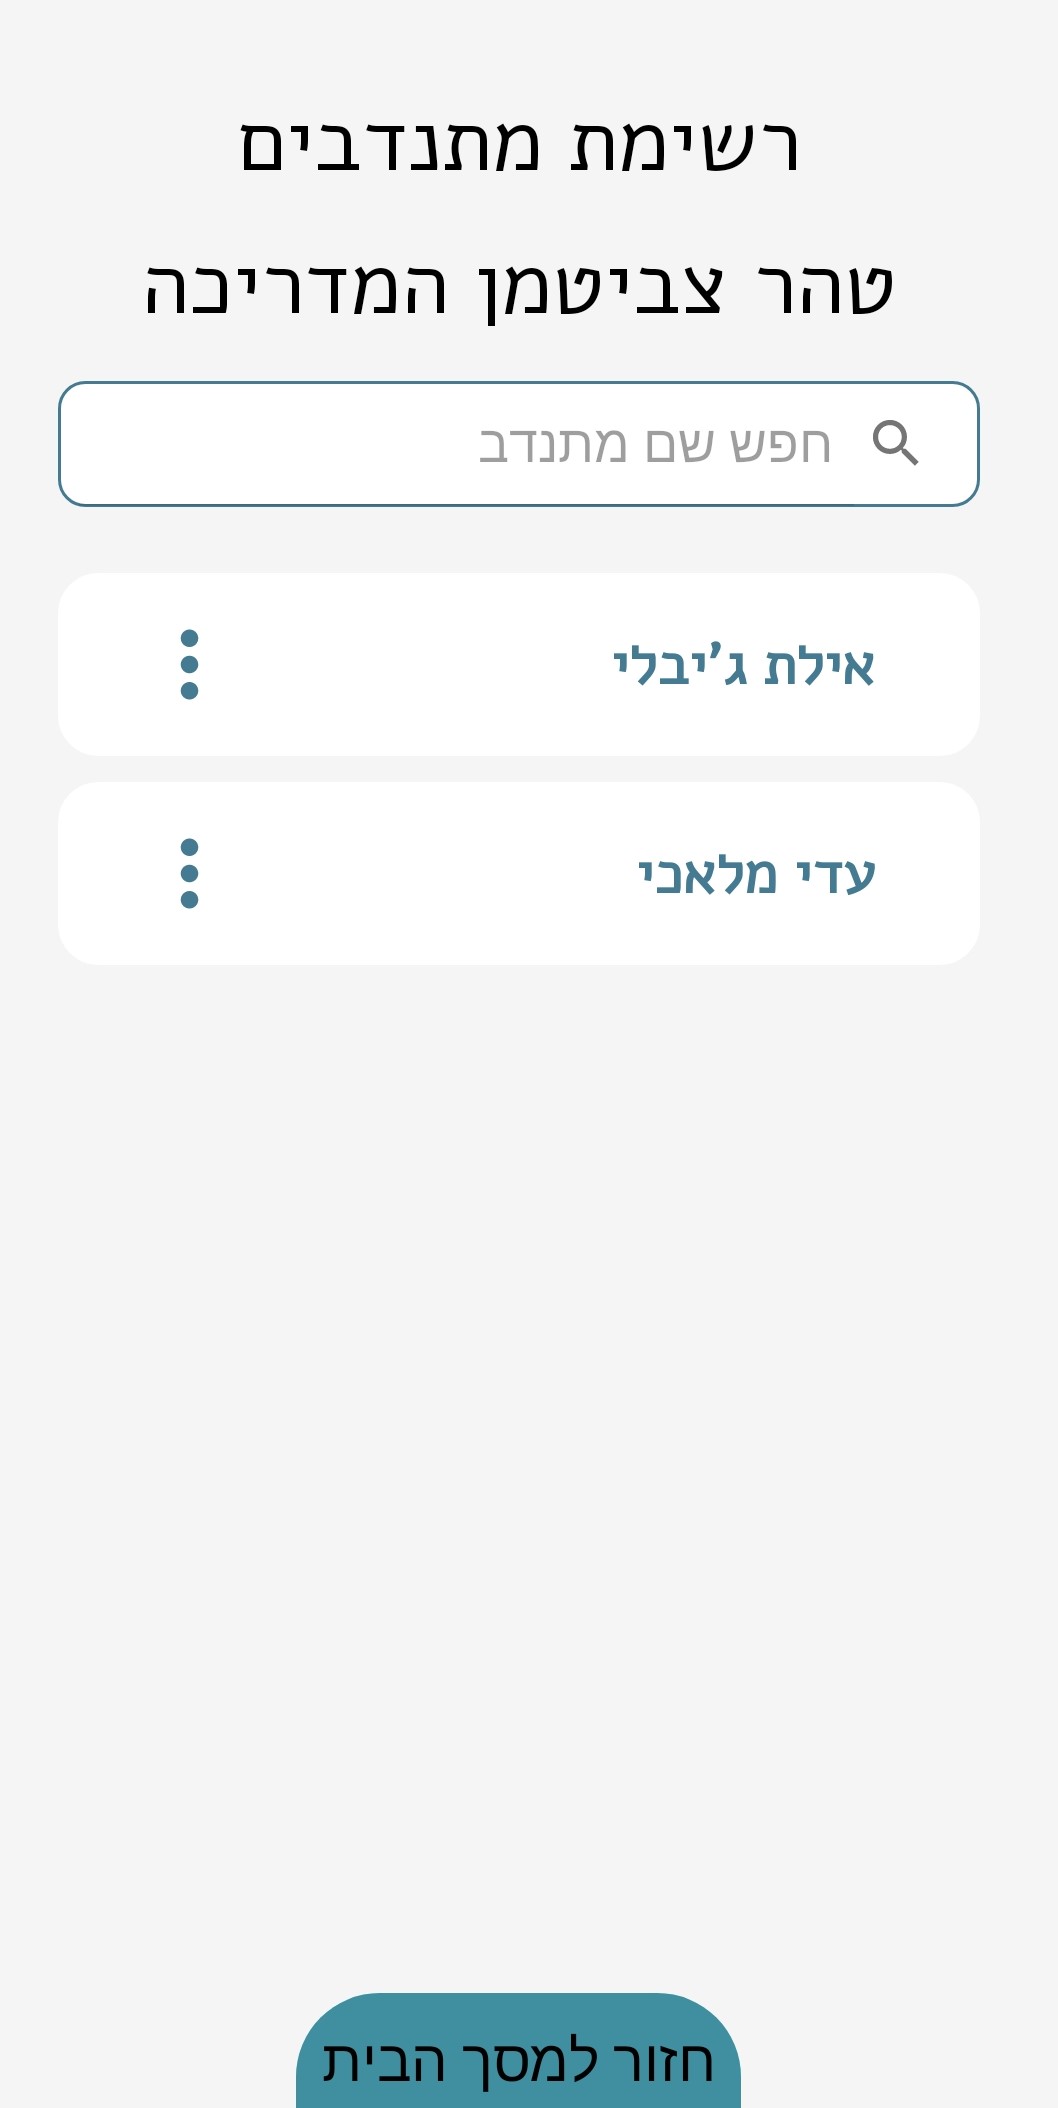 רשימת מתנדבים
טהר צביטמן המדריכה
חפש שם מתנדב
אילת ג'יבלי
עדי מלאכי
חזור למסך הבית